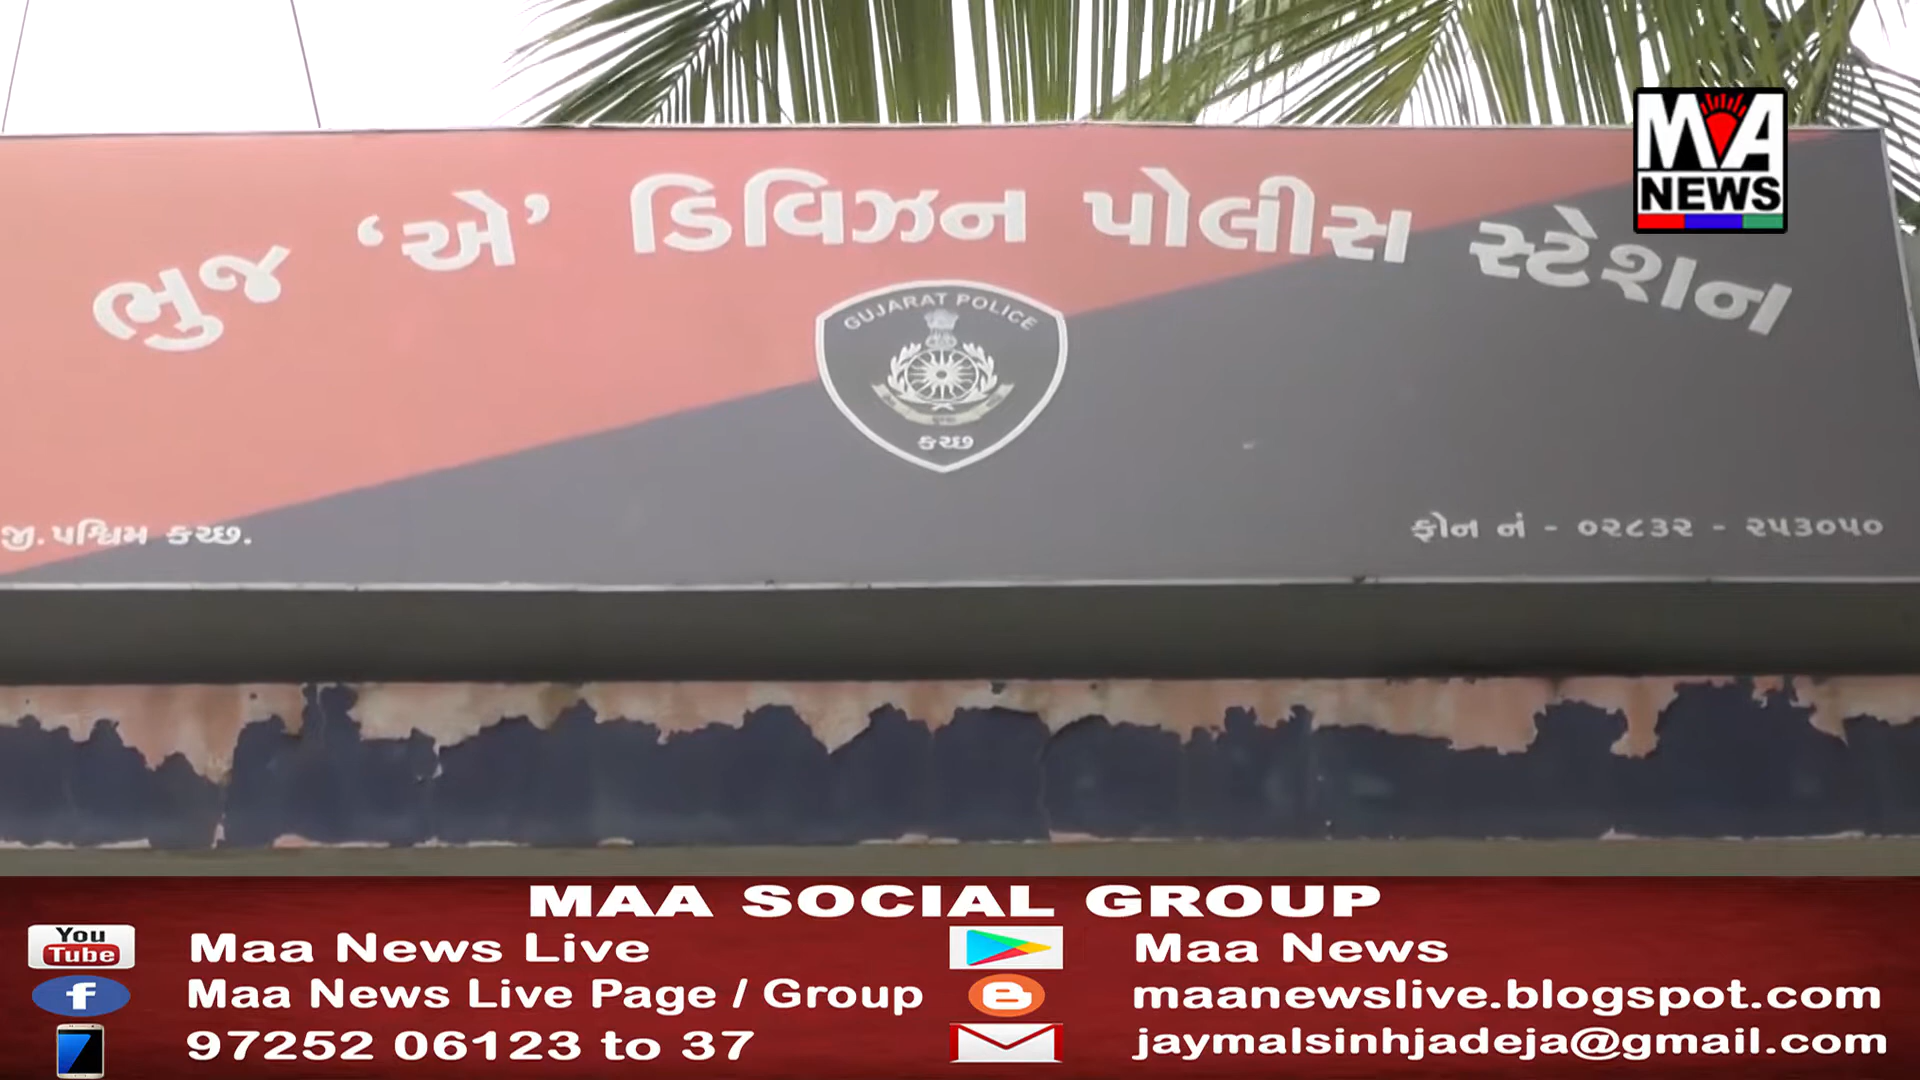 MAA
NEWS
ભુજ ‘એ’ ડિવિઝન પોલીસ સ્ટેશન
GUJARAT POLICE
કચ્છ
જી.પશ્ચિમ કચ્છ.
ફોન નં - ૦૨૮૩૨ - ૨૫૩૦૫૦
MAA SOCIAL GROUP
You Tube Maa News Live
Maa News
f Maa News Live Page / Group
maanewslive.blogspot.com
97252 06123 to 37
jaymalsinhjadeja@gmail.com